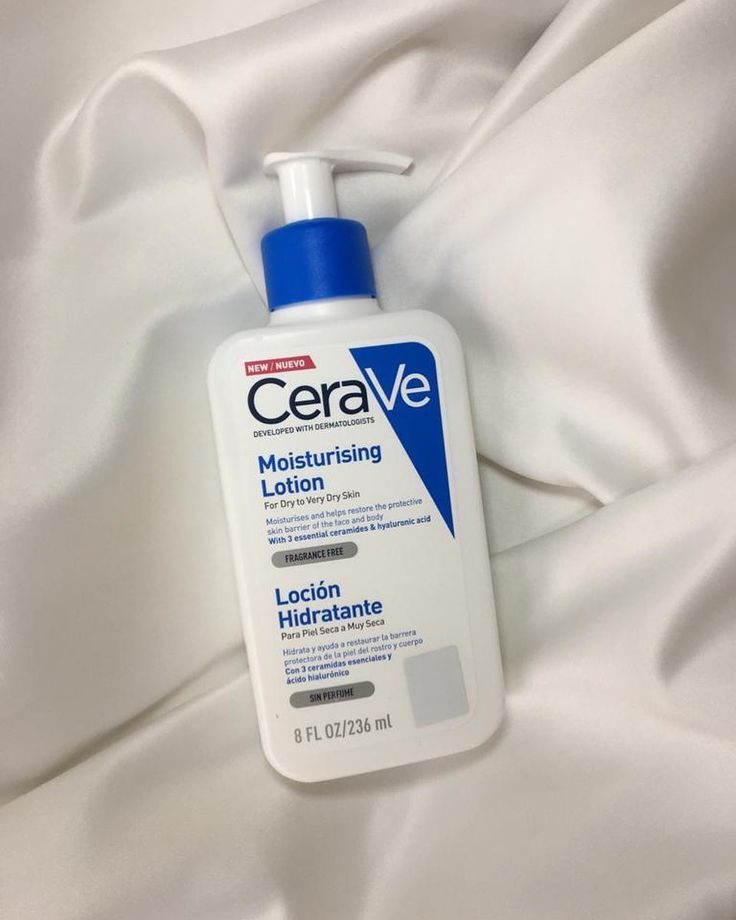 NEW / NUEVO
CeraVe
DEVELOPED WITH DERMATOLOGISTS
Moisturising
Lotion
For Dry to Very Dry Skin
Moisturises and helps restore the protective
skin barrier of the face and body
With 3 essential ceramides & hyaluronic acid
FRAGRANCE FREE
Loción
Hidratante
Para Piel Seca a Muy Seca
Hidrata y ayuda a restaurar la barrera
protectora de la piel del rostro y cuerpo
Con 3 ceramidas esenciales y
ácido hialurónico
SIN PERFUME
8 FL OZ/236 ml